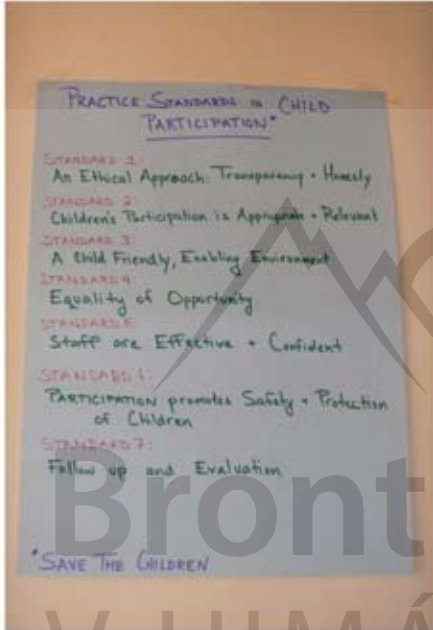 PRACTICE STANDARDS IN CHILD
PARTICIPATION*
STANDARD 1:
An Ethical Approach: Transparency + Honesty
STANDARD 2:
Children's Participation is Appropriate + Relevant
STANDARD 3:
A Child Friendly, Enabling Environment
STANDARD 4:
Equality of Opportunity
STANDARD 5:
Staff are Effective + Confident
STANDARD 6:
PARTICIPATION promotes Safety + Protection
of Children
STANDARD 7:
Follow up and Evaluation
Bront
*SAVE THE CHILDREN
V HIMÁ